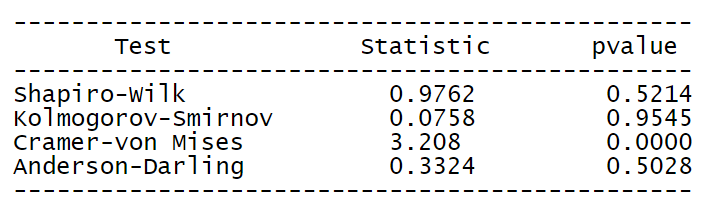 -----------------------------------------------
       Test             Statistic       pvalue
-----------------------------------------------
Shapiro-Wilk              0.9762         0.5214
Kolmogorov-Smirnov        0.0758         0.9545
Cramer-von Mises          3.208          0.0000
Anderson-Darling          0.3324         0.5028
-----------------------------------------------